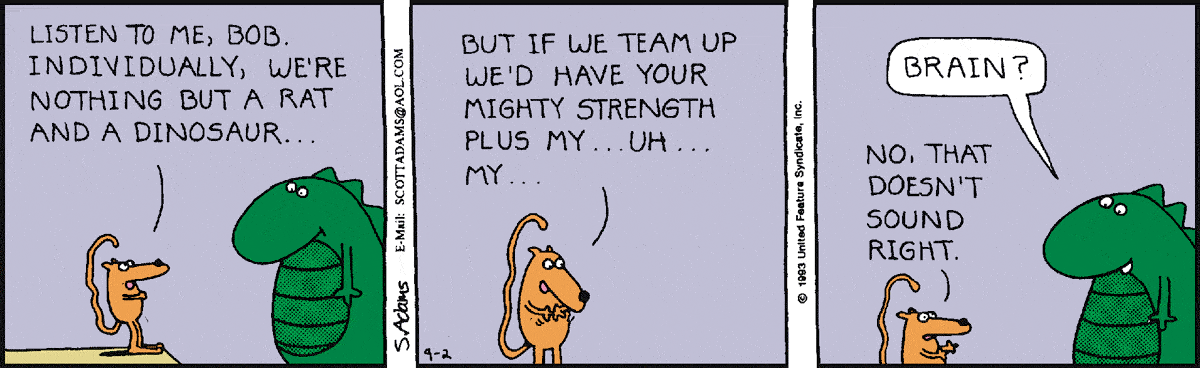 LISTEN TO ME, BOB.
INDIVIDUALLY, WE'RE
NOTHING BUT A RAT
AND A DINOSAUR...
S.Adams E-Mail: SCOTTADAMS@AOL.COM
BUT IF WE TEAM UP
WE'D HAVE YOUR
MIGHTY STRENGTH
PLUS MY...UH...
MY...
9-2
© 1993 United Feature Syndicate, Inc.
BRAIN?
NO, THAT
DOESN'T
SOUND
RIGHT.